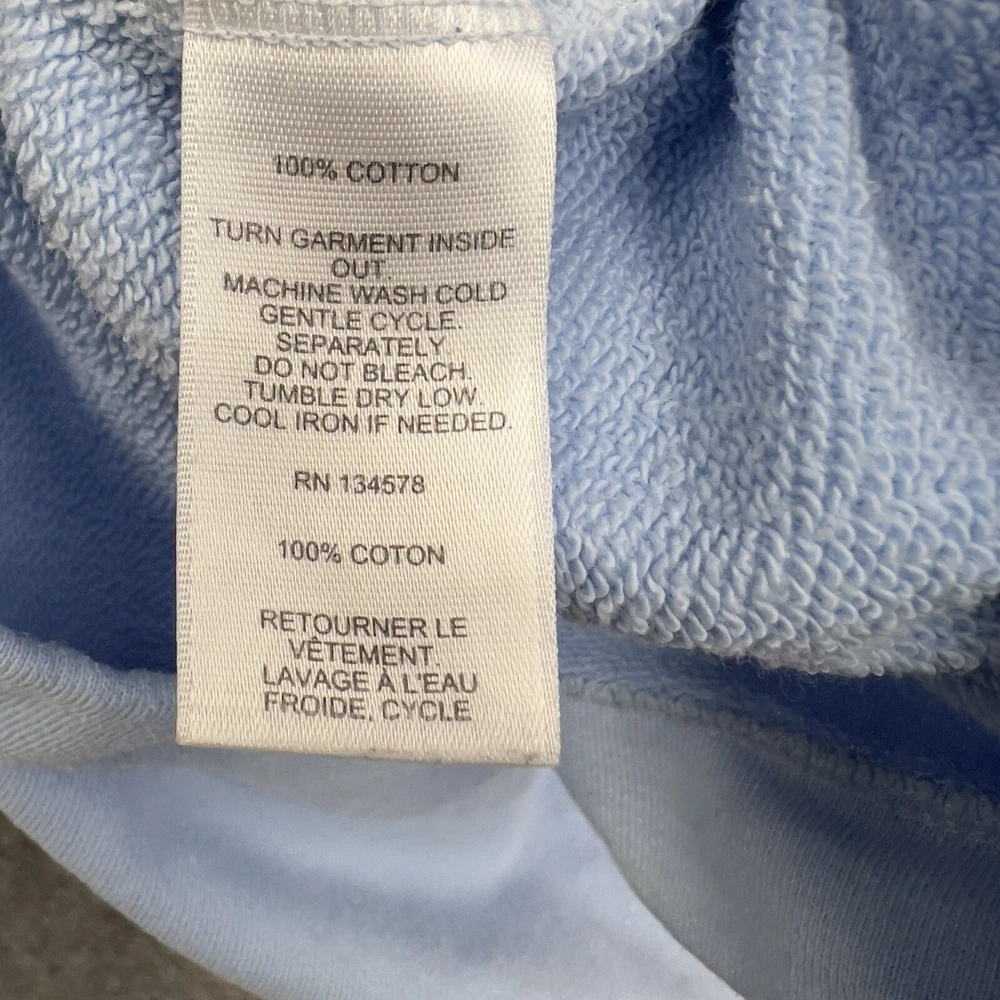 100% COTTON
TURN GARMENT INSIDE
OUT.
MACHINE WASH COLD
GENTLE CYCLE.
SEPARATELY
DO NOT BLEACH.
TUMBLE DRY LOW.
COOL IRON IF NEEDED.
RN 134578
100% COTON
RETOURNER LE
VÊTEMENT.
LAVAGE À L'EAU
FROIDE, CYCLE